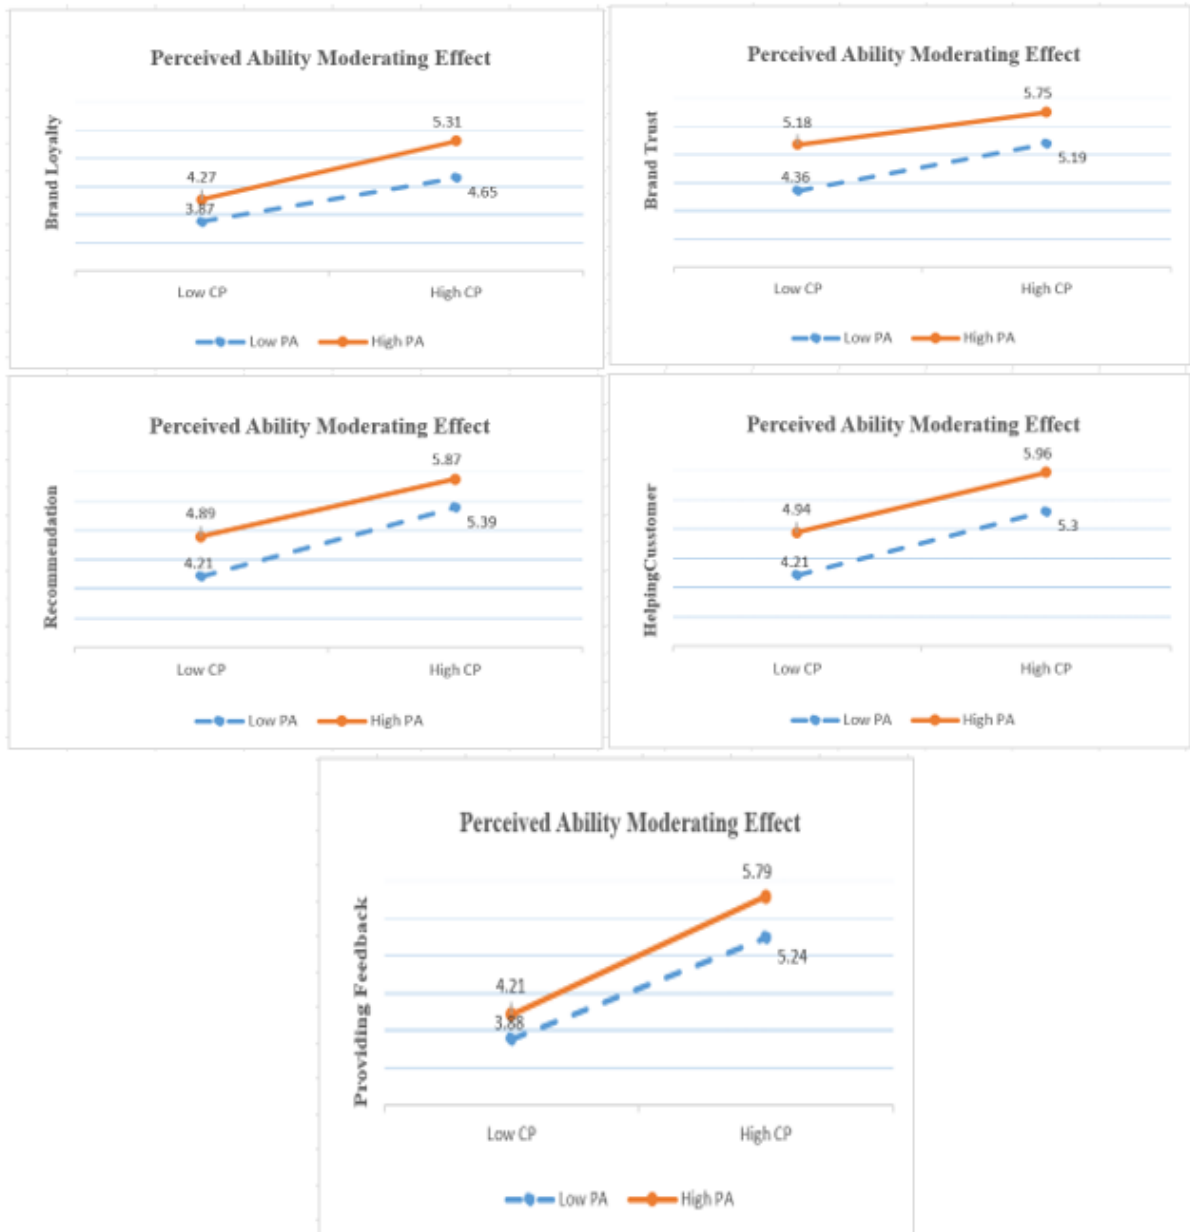 Perceived Ability Moderating Effect
Brand Loyalty
5.31
4.27
3.87
4.65
Low CP High CP
Low PA High PA
Perceived Ability Moderating Effect
Brand Trust
5.75
5.18
4.36
5.19
Low CP High CP
Low PA High PA
Perceived Ability Moderating Effect
Recommendation
5.87
4.89
4.21
5.39
Low CP High CP
Low PA High PA
Perceived Ability Moderating Effect
HelpingCusstomer
5.96
4.94
4.21
5.3
Low CP High CP
Low PA High PA
Perceived Ability Moderating Effect
Providing Feedback
5.79
4.21
3.88
5.24
Low CP High CP
Low PA High PA